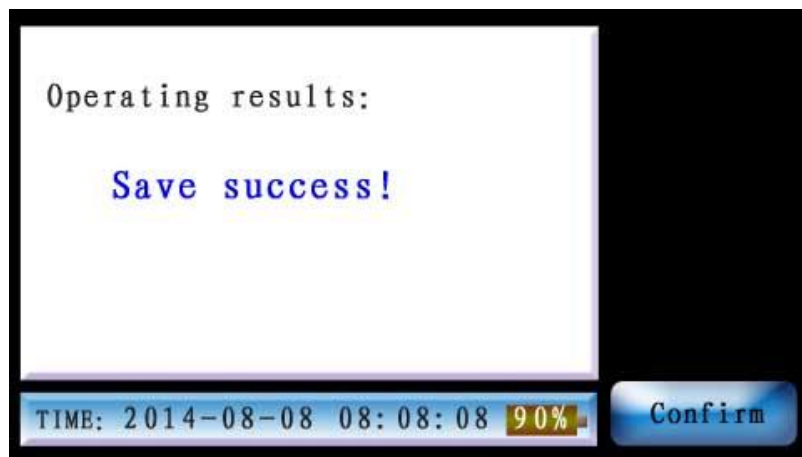 Operating results:
Save success!
TIME: 2014-08-08 08:08:08 90%
Confirm